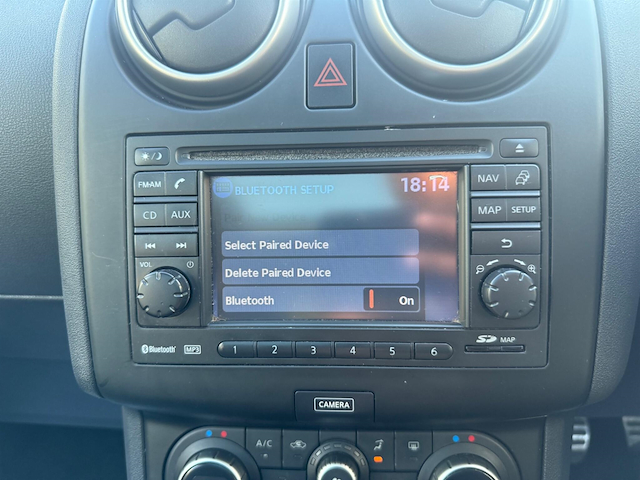 FM·AM
NAV
CD AUX
MAP SETUP
BLUETOOTH SETUP 18:14
Select Paired Device
Delete Paired Device
Bluetooth On
VOL
Bluetooth MP3
1 2 3 4 5 6
SD MAP
CAMERA
A/C